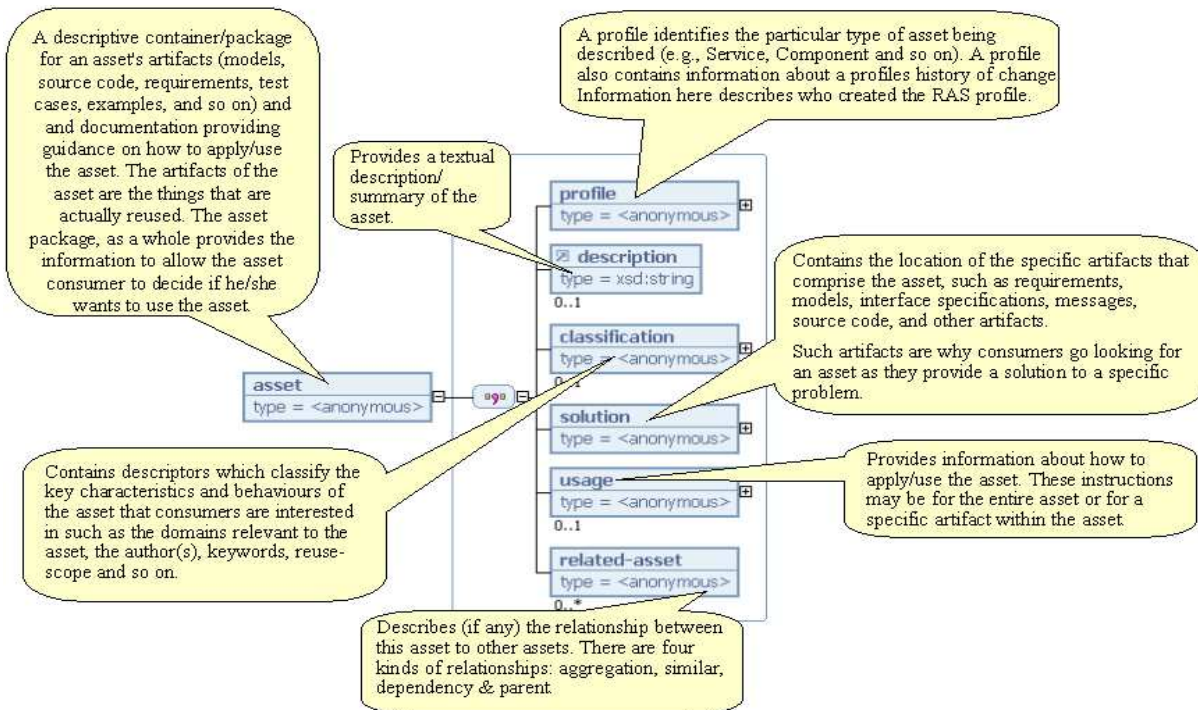 A descriptive container/package
for an asset's artifacts (models,
source code, requirements, test
cases, examples, and so on) and
and documentation providing
guidance on how to apply/use
the asset. The artifacts of the
asset are the things that are
actually reused. The asset
package, as a whole provides the
information to allow the asset
consumer to decide if he/she
wants to use the asset.
A profile identifies the particular type of asset being
described (e.g., Service, Component and so on). A profile
also contains information about a profiles history of change
Information here describes who created the RAS profile.
Provides a textual
description/
summary of the
asset.
profile
type = <anonymous>
description
type = xsd:string
0..1
Contains the location of the specific artifacts that
comprise the asset, such as requirements,
models, interface specifications, messages,
source code, and other artifacts.
Such artifacts are why consumers go looking for
an asset as they provide a solution to a specific
problem.
classification
type = <anonymous>
0..1
asset
type = <anonymous>
solution
type = <anonymous>
Contains descriptors which classify the
key characteristics and behaviours of
the asset that consumers are interested
in such as the domains relevant to the
asset, the author(s), keywords, reuse-
scope and so on.
usage
type = <anonymous>
0..1
Provides information about how to
apply/use the asset. These instructions
may be for the entire asset or for a
specific artifact within the asset.
related-asset
type = <anonymous>
0..*
Describes (if any) the relationship between
this asset to other assets. There are four
kinds of relationships: aggregation, similar,
dependency & parent.